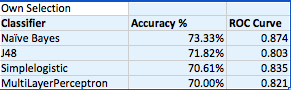 Own Selection
Classifier Accuracy % ROC Curve
Naïve Bayes 73.33% 0.874
J48 71.82% 0.803
Simplelogistic 70.61% 0.835
MultiLayerPerceptron 70.00% 0.821